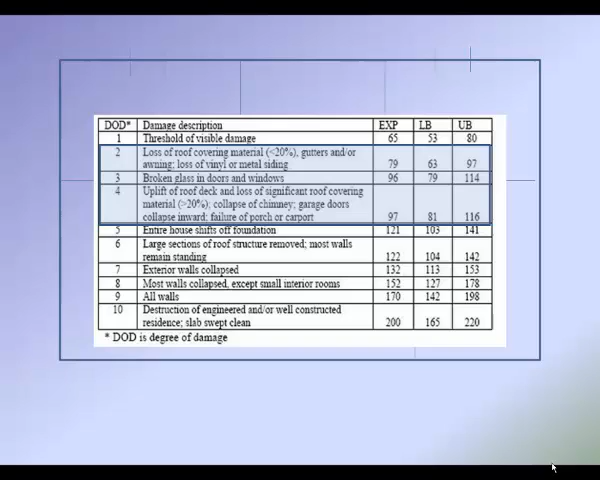 DOD* Damage description EXP LB UB
1 Threshold of visible damage 65 53 80
2 Loss of roof covering material (<20%), gutters and/or
awning; loss of vinyl or metal siding 79 63 97
3 Broken glass in doors and windows 96 79 114
4 Uplift of roof deck and loss of significant roof covering
material (>20%); collapse of chimney; garage doors
collapse inward; failure of porch or carport 97 81 116
5 Entire house shifts off foundation 121 103 141
6 Large sections of roof structure removed; most walls
remain standing 122 104 142
7 Exterior walls collapsed 132 113 153
8 Most walls collapsed, except small interior rooms 152 127 178
9 All walls 170 142 198
10 Destruction of engineered and/or well constructed
residence; slab swept clean 200 165 220
* DOD is degree of damage